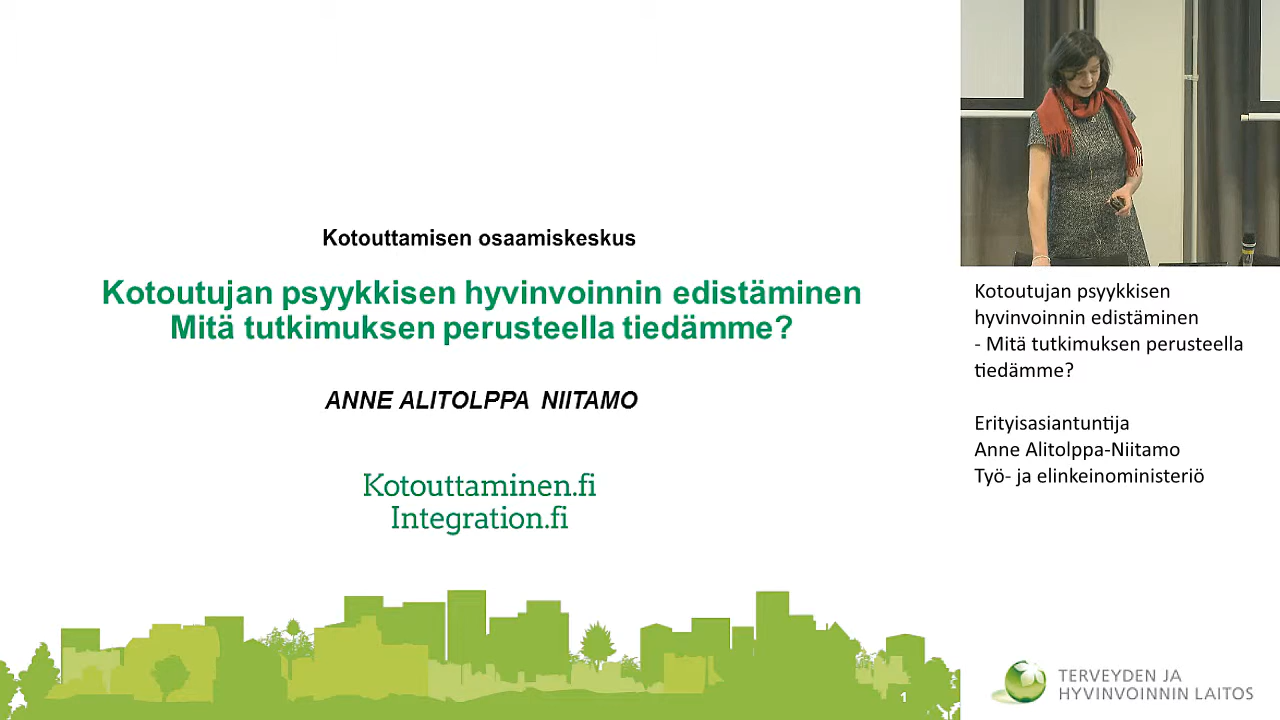 Kotouttamisen osaamiskeskus
Kotoutujan psyykkisen hyvinvoinnin edistäminen
Mitä tutkimuksen perusteella tiedämme?
ANNE ALITOLPPA NIITAMO
Kotouttaminen.fi
Integration.fi
1
Kotoutujan psyykkisen
hyvinvoinnin edistäminen
- Mitä tutkimuksen perusteella
tiedämme?
Erityisasiantuntija
Anne Alitolppa-Niitamo
Työ- ja elinkeinoministeriö
TERVEYDEN JA
HYVINVOINNIN LAITOS